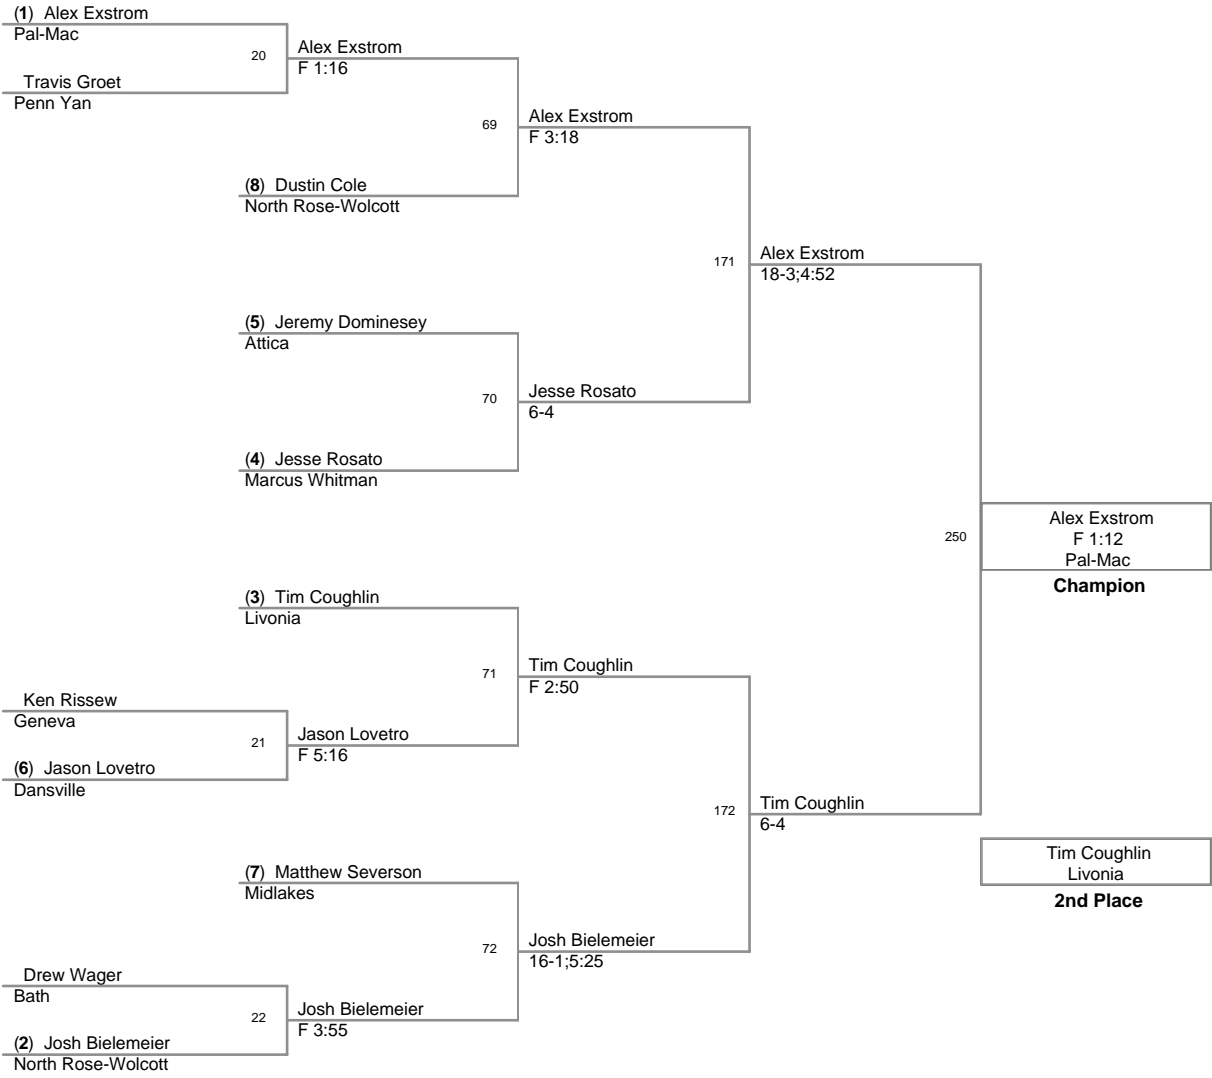 (1) Alex Exstrom
Pal-Mac
20
Alex Exstrom
F 1:16
Travis Groet
Penn Yan
69
Alex Exstrom
F 3:18
(8) Dustin Cole
North Rose-Wolcott
171
Alex Exstrom
18-3;4:52
(5) Jeremy Dominesey
Attica
70
Jesse Rosato
6-4
(4) Jesse Rosato
Marcus Whitman
250
Alex Exstrom
F 1:12
Pal-Mac
Champion
(3) Tim Coughlin
Livonia
71
Tim Coughlin
F 2:50
Ken Rissew
Geneva
21
Jason Lovetro
F 5:16
(6) Jason Lovetro
Dansville
172
Tim Coughlin
6-4
Tim Coughlin
Livonia
2nd Place
(7) Matthew Severson
Midlakes
72
Josh Bielemeier
16-1;5:25
Drew Wager
Bath
22
Josh Bielemeier
F 3:55
(2) Josh Bielemeier
North Rose-Wolcott